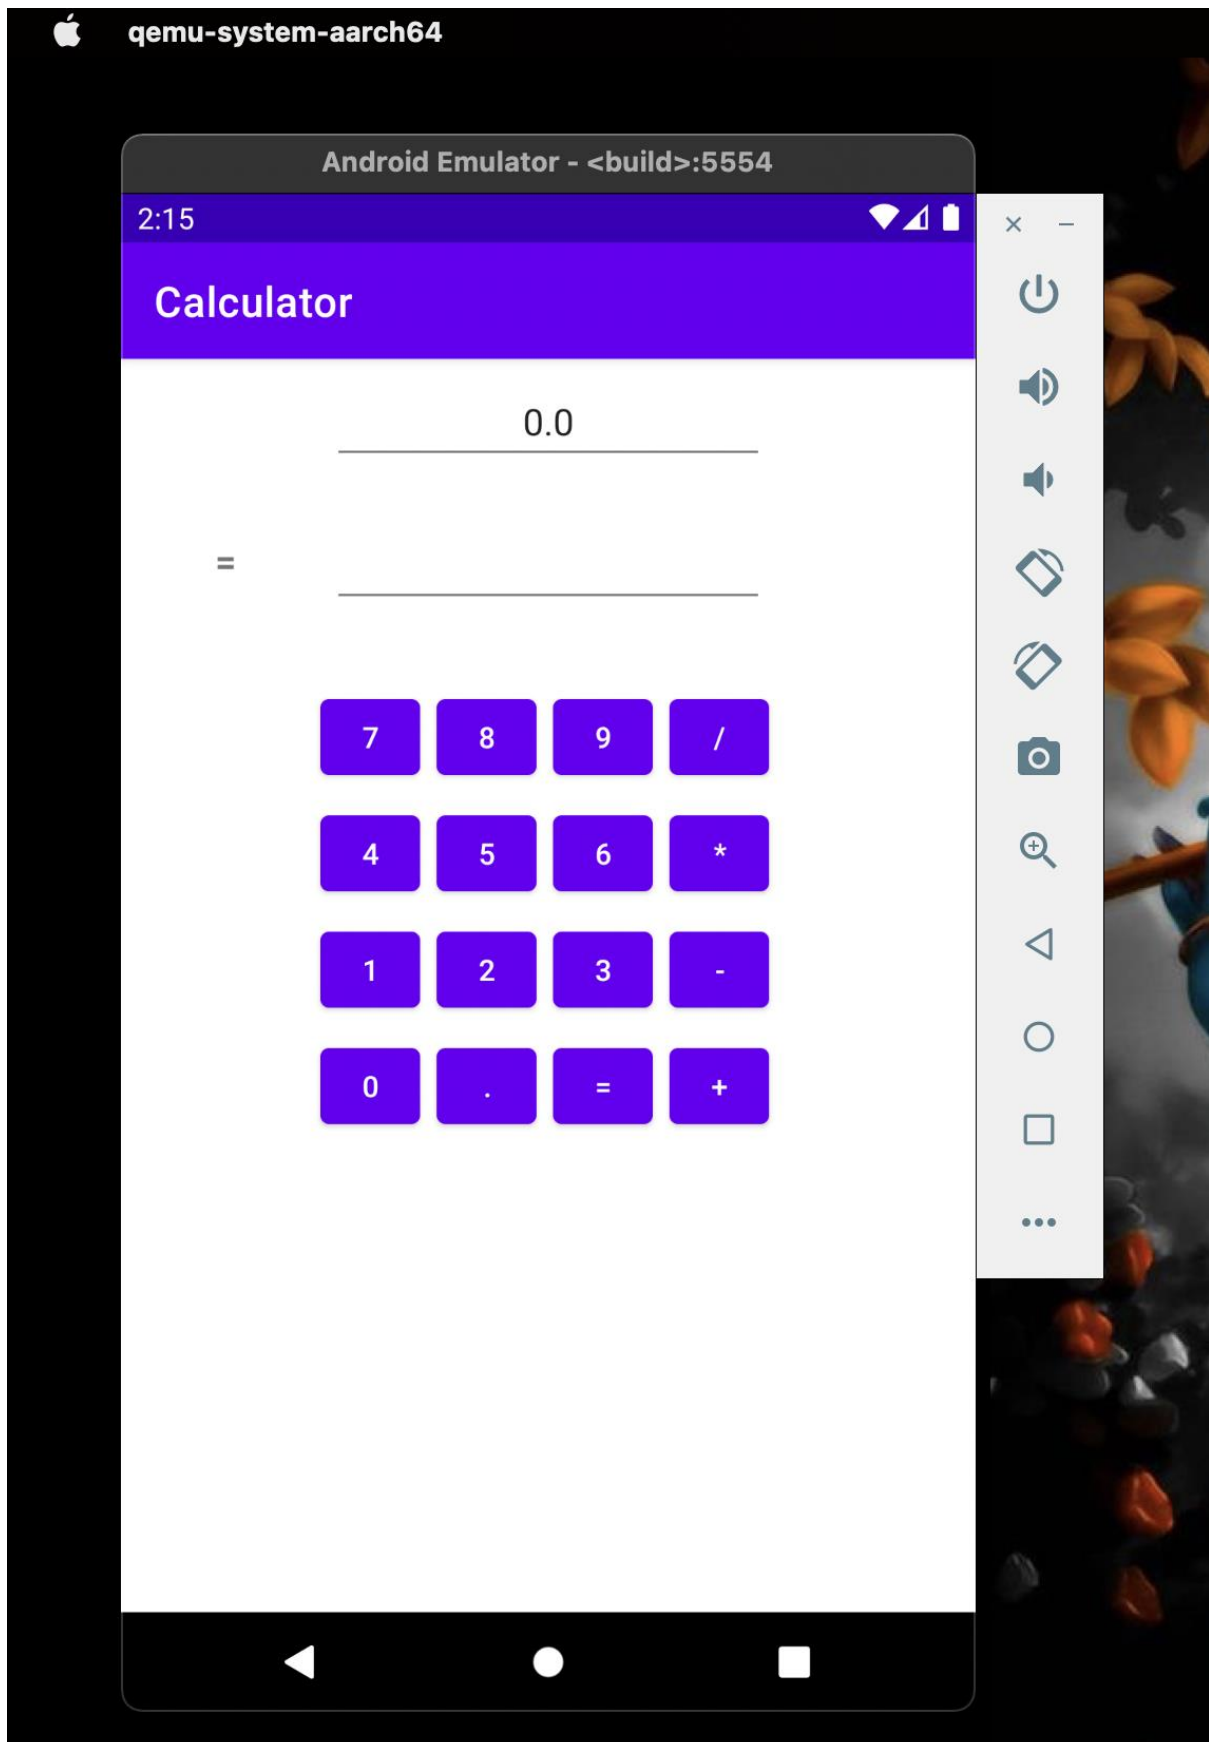 qemu-system-aarch64
Android Emulator - <build>:5554
2:15
Calculator
0.0
=
7 8 9 /
4 5 6 *
1 2 3 -
0 . = +